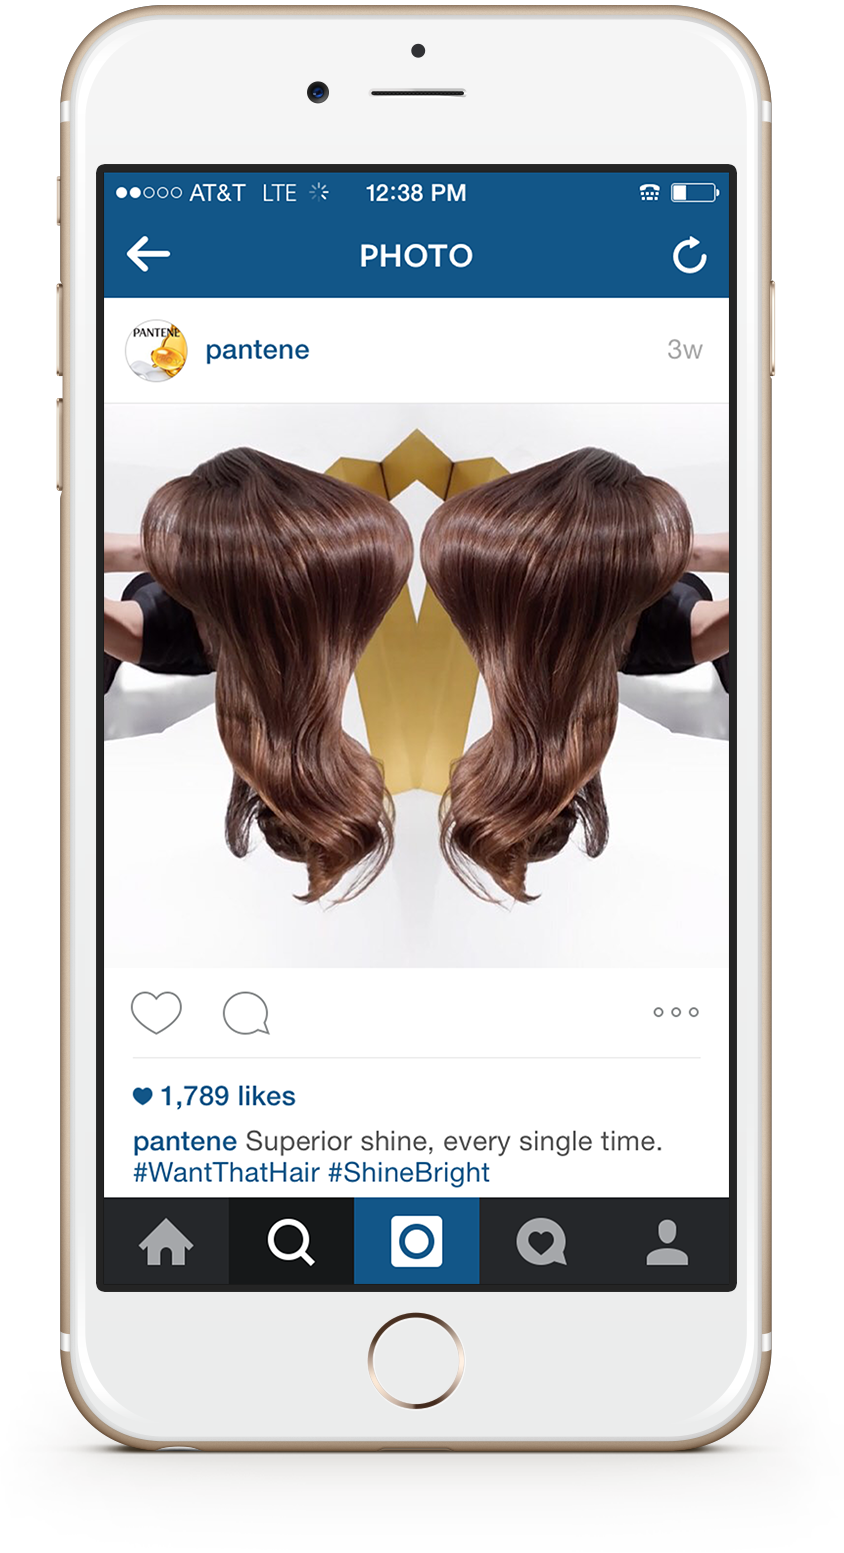 AT&T LTE 12:38 PM
PHOTO
PANTENE
pantene 3w
1,789 likes
pantene Superior shine, every single time.
#WantThatHair #ShineBright